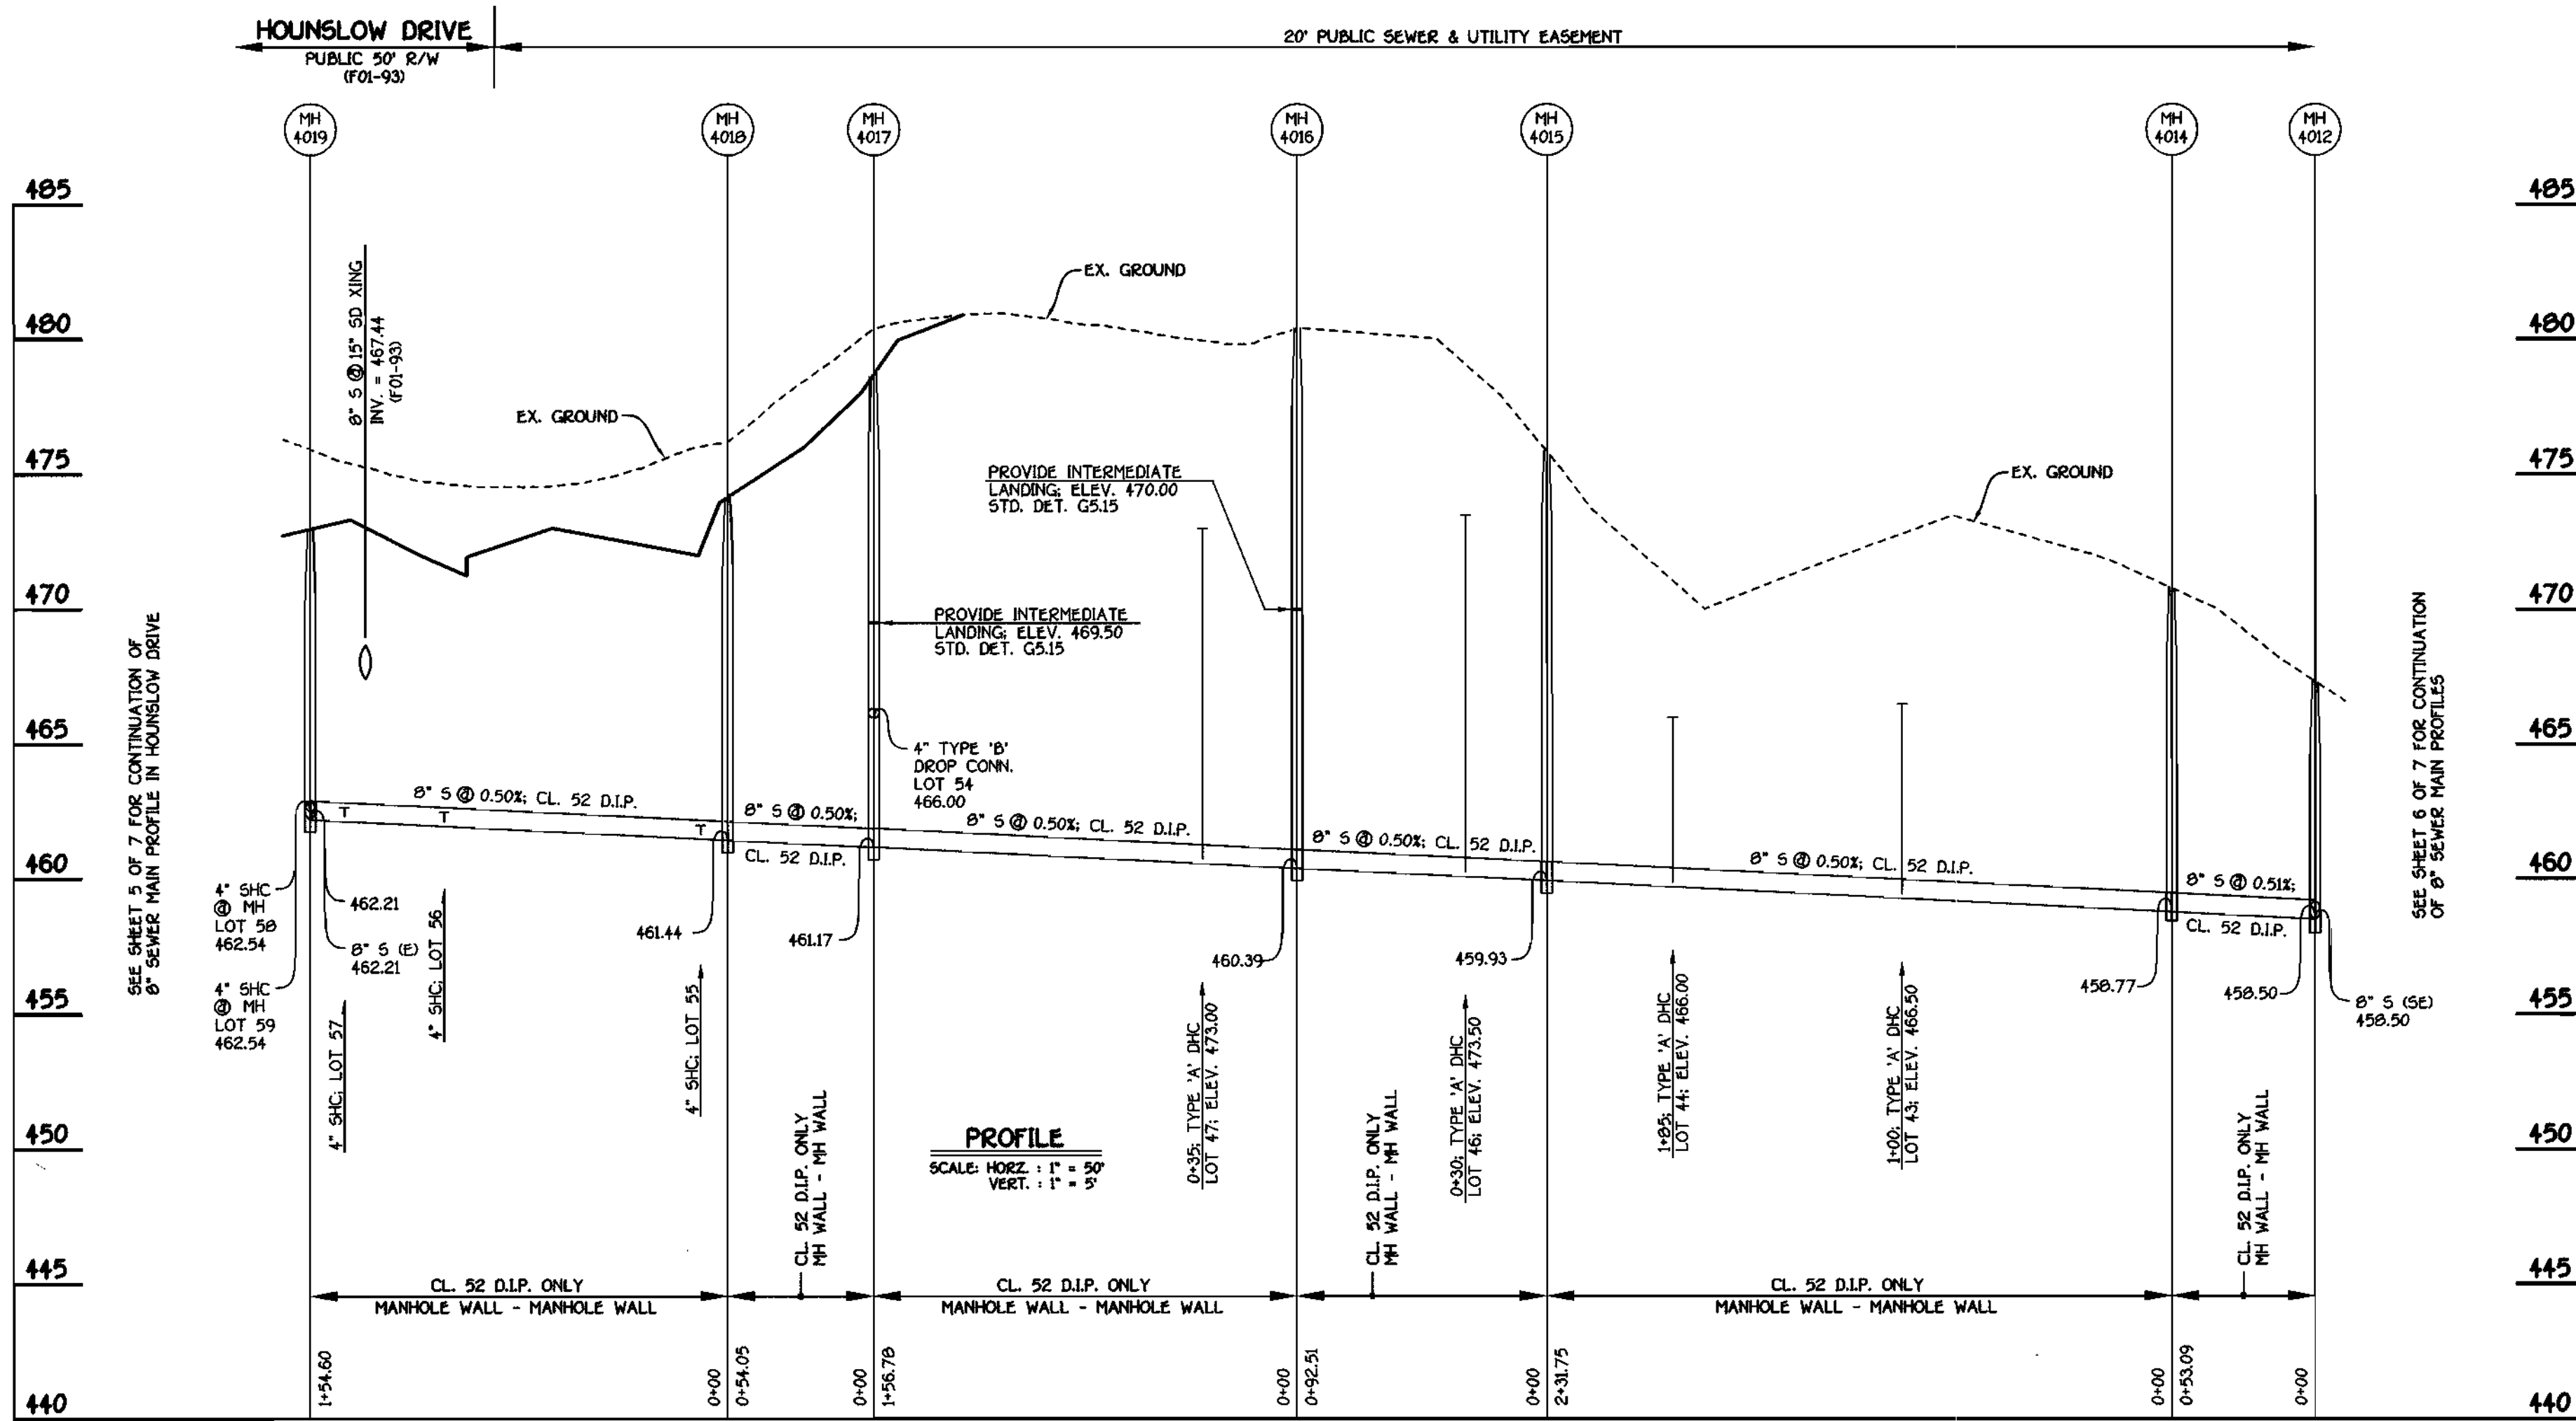 HOUNSLOW DRIVE
PUBLIC 50' R/W
(F01-93)
20' PUBLIC SEWER & UTILITY EASEMENT
MH
4019
MH
4018
MH
4017
MH
4016
MH
4015
MH
4014
MH
4012
485
480
475
470
465
460
455
450
445
440
485
480
475
470
465
460
455
450
445
440
SEE SHEET 5 OF 7 FOR CONTINUATION OF
8" SEWER MAIN PROFILE IN HOUNSLOW DRIVE
8" S @ 15" SD XING
INV. = 467.44
(F01-93)
EX. GROUND
EX. GROUND
EX. GROUND
PROVIDE INTERMEDIATE
LANDING; ELEV. 470.00
STD. DET. G5.15
PROVIDE INTERMEDIATE
LANDING; ELEV. 469.50
STD. DET. G5.15
4" TYPE 'B'
DROP CONN.
LOT 54
466.00
8" S @ 0.50%; CL. 52 D.I.P.
T
T
T
8" S @ 0.50%;
CL. 52 D.I.P.
8" S @ 0.50%; CL. 52 D.I.P.
8" S @ 0.50%; CL. 52 D.I.P.
8" S @ 0.50%; CL. 52 D.I.P.
8" S @ 0.51%;
CL. 52 D.I.P.
4" SHC
@ MH
LOT 58
462.54
4" SHC
@ MH
LOT 59
462.54
462.21
8" S (E)
462.21
4" SHC; LOT 57
4" SHC; LOT 56
461.44
4" SHC; LOT 55
461.17
460.39
459.93
458.77
458.50
8" S (SE)
458.50
0+35; TYPE 'A' DHC
LOT 47; ELEV. 473.00
0+30; TYPE 'A' DHC
LOT 46; ELEV. 473.50
1+85; TYPE 'A' DHC
LOT 44; ELEV. 466.00
1+00; TYPE 'A' DHC
LOT 43; ELEV. 466.50
SEE SHEET 6 OF 7 FOR CONTINUATION
OF 8" SEWER MAIN PROFILES
PROFILE
SCALE: HORZ. : 1" = 50'
VERT. : 1" = 5'
CL. 52 D.I.P. ONLY
MH WALL - MH WALL
CL. 52 D.I.P. ONLY
MH WALL - MH WALL
CL. 52 D.I.P. ONLY
MH WALL - MH WALL
CL. 52 D.I.P. ONLY
MANHOLE WALL - MANHOLE WALL
CL. 52 D.I.P. ONLY
MANHOLE WALL - MANHOLE WALL
CL. 52 D.I.P. ONLY
MANHOLE WALL - MANHOLE WALL
1+54.60
0+00
0+54.05
0+00
1+56.78
0+00
0+92.51
0+00
2+31.75
0+00
0+53.09
0+00